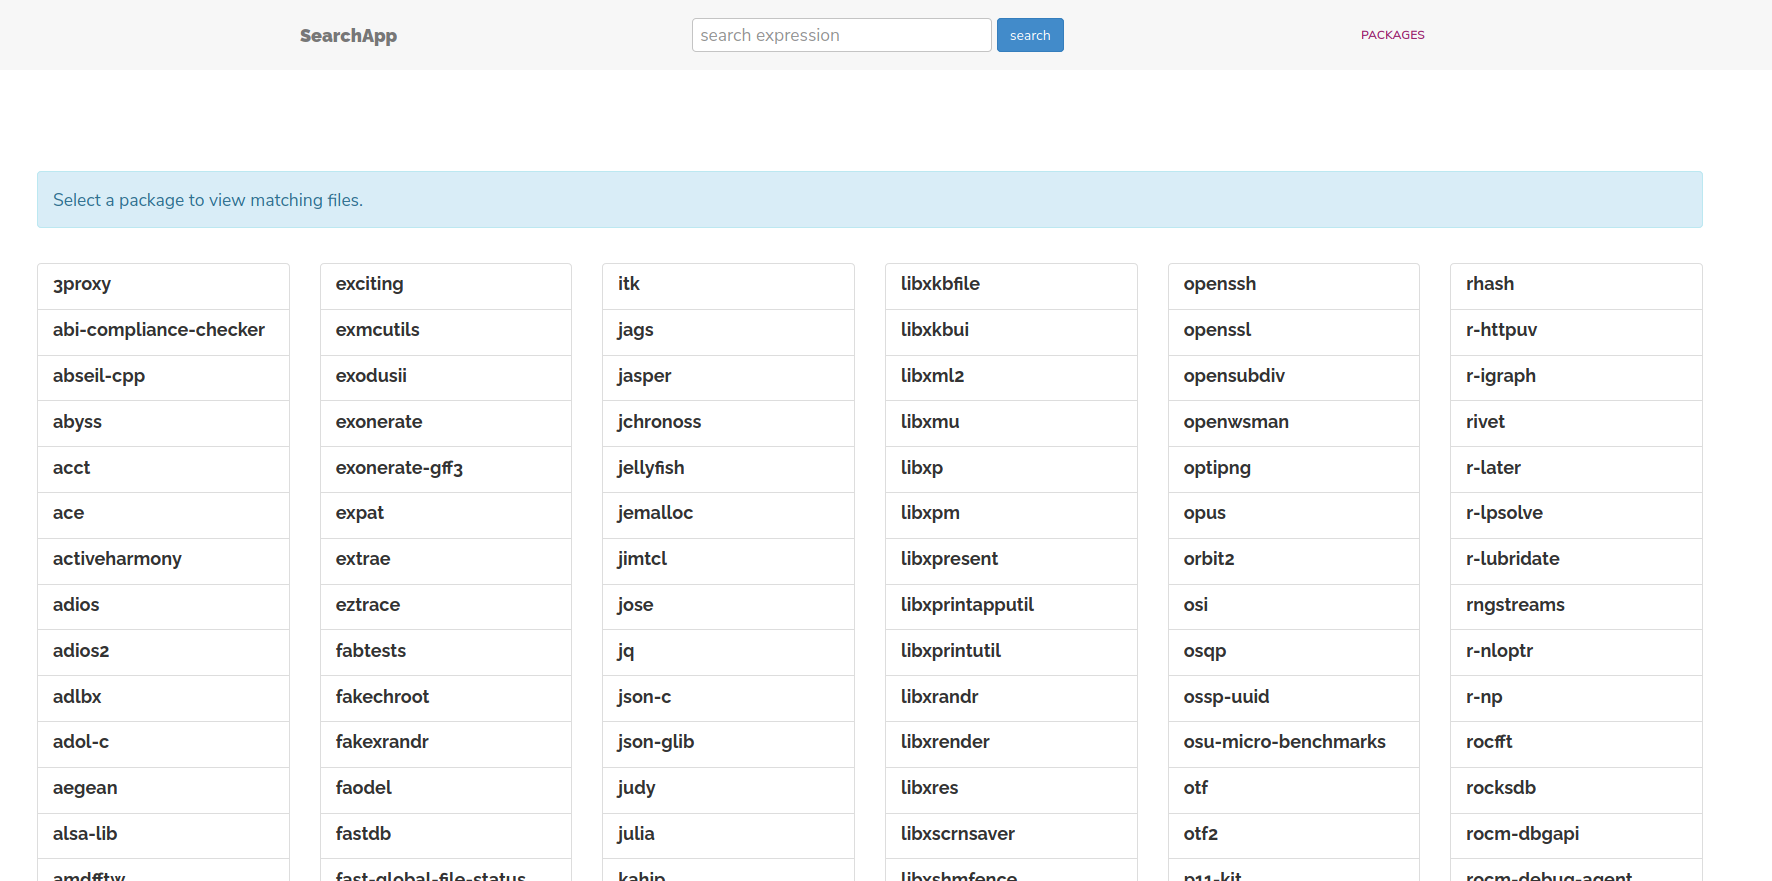 SearchApp
search expression
search
PACKAGES
Select a package to view matching files.
3proxy
abi-compliance-checker
abseil-cpp
abyss
acct
ace
activeharmony
adios
adios2
adlbx
adol-c
aegean
alsa-lib
amdfftw
exciting
exmcutils
exodusii
exonerate
exonerate-gff3
expat
extrae
eztrace
fabtests
fakechroot
fakexrandr
faodel
fastdb
fast-global-file-status
itk
jags
jasper
jchronoss
jellyfish
jemalloc
jimtcl
jose
jq
json-c
json-glib
judy
julia
kahip
libxkbfile
libxkbui
libxml2
libxmu
libxp
libxpm
libxpresent
libxprintapputil
libxprintutil
libxrandr
libxrender
libxres
libxscrnsaver
libxshmfence
openssh
openssl
opensubdiv
openwsman
optipng
opus
orbit2
osi
osqp
ossp-uuid
osu-micro-benchmarks
otf
otf2
p11-kit
rhash
r-httpuv
r-igraph
rivet
r-later
r-lpsolve
r-lubridate
rngstreams
r-nloptr
r-np
rocfft
rocksdb
rocm-dbgapi
rocm-debug-agent